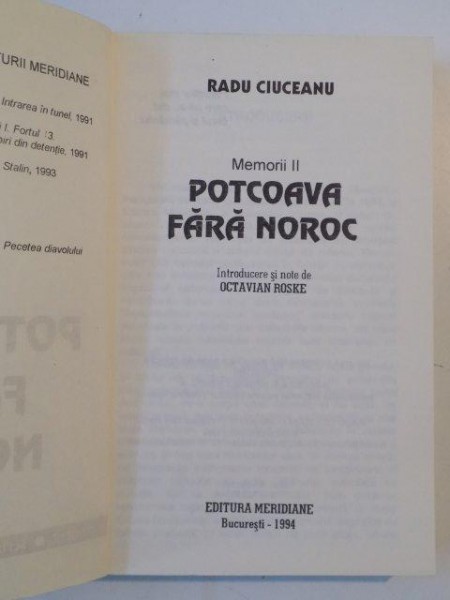 TURII MERIDIANE
Intrarea în tunel, 1991
I. Fortul 13.
din detenție, 1991
Stalin, 1993
Pecetea diavolului
RADU CIUCEANU
Memorii II
POTCOAVA
FĂRĂ NOROC
Introducere și note de
OCTAVIAN ROSKE
EDITURA MERIDIANE
București - 1994